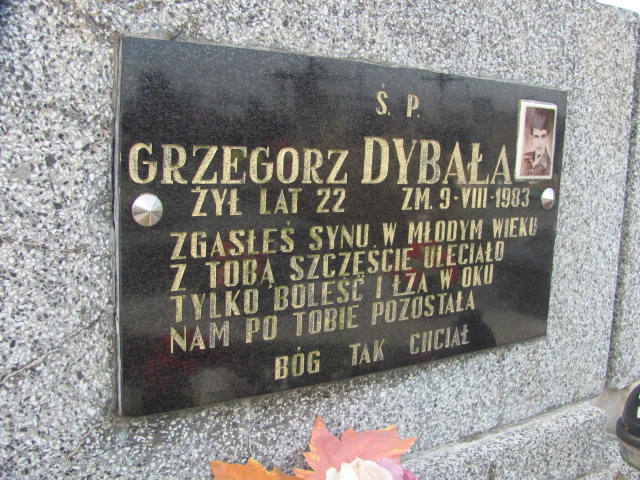 Ś. P.
GRZEGORZ DYBAŁA
ŻYŁ LAT 22 ZM. 9-VIII-1983
ZGASŁEŚ SYNU W MŁODYM WIEKU
Z TOBĄ SZCZĘŚCIE ULECIAŁO
TYLKO BOLEŚĆ I ŁZA W OKU
NAM PO TOBIE POZOSTAŁA
BÓG TAK CHCIAŁ